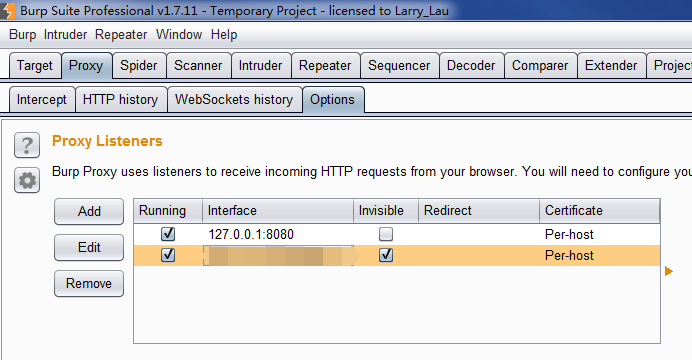 Burp Suite Professional v1.7.11 - Temporary Project - licensed to Larry_Lau
Burp Intruder Repeater Window Help
Target Proxy Spider Scanner Intruder Repeater Sequencer Decoder Comparer Extender Project
Intercept HTTP history WebSockets history Options
?
Proxy Listeners
Burp Proxy uses listeners to receive incoming HTTP requests from your browser. You will need to configure you
Add
Edit
Remove
Running Interface Invisible Redirect Certificate
127.0.0.1:8080 Per-host
Per-host